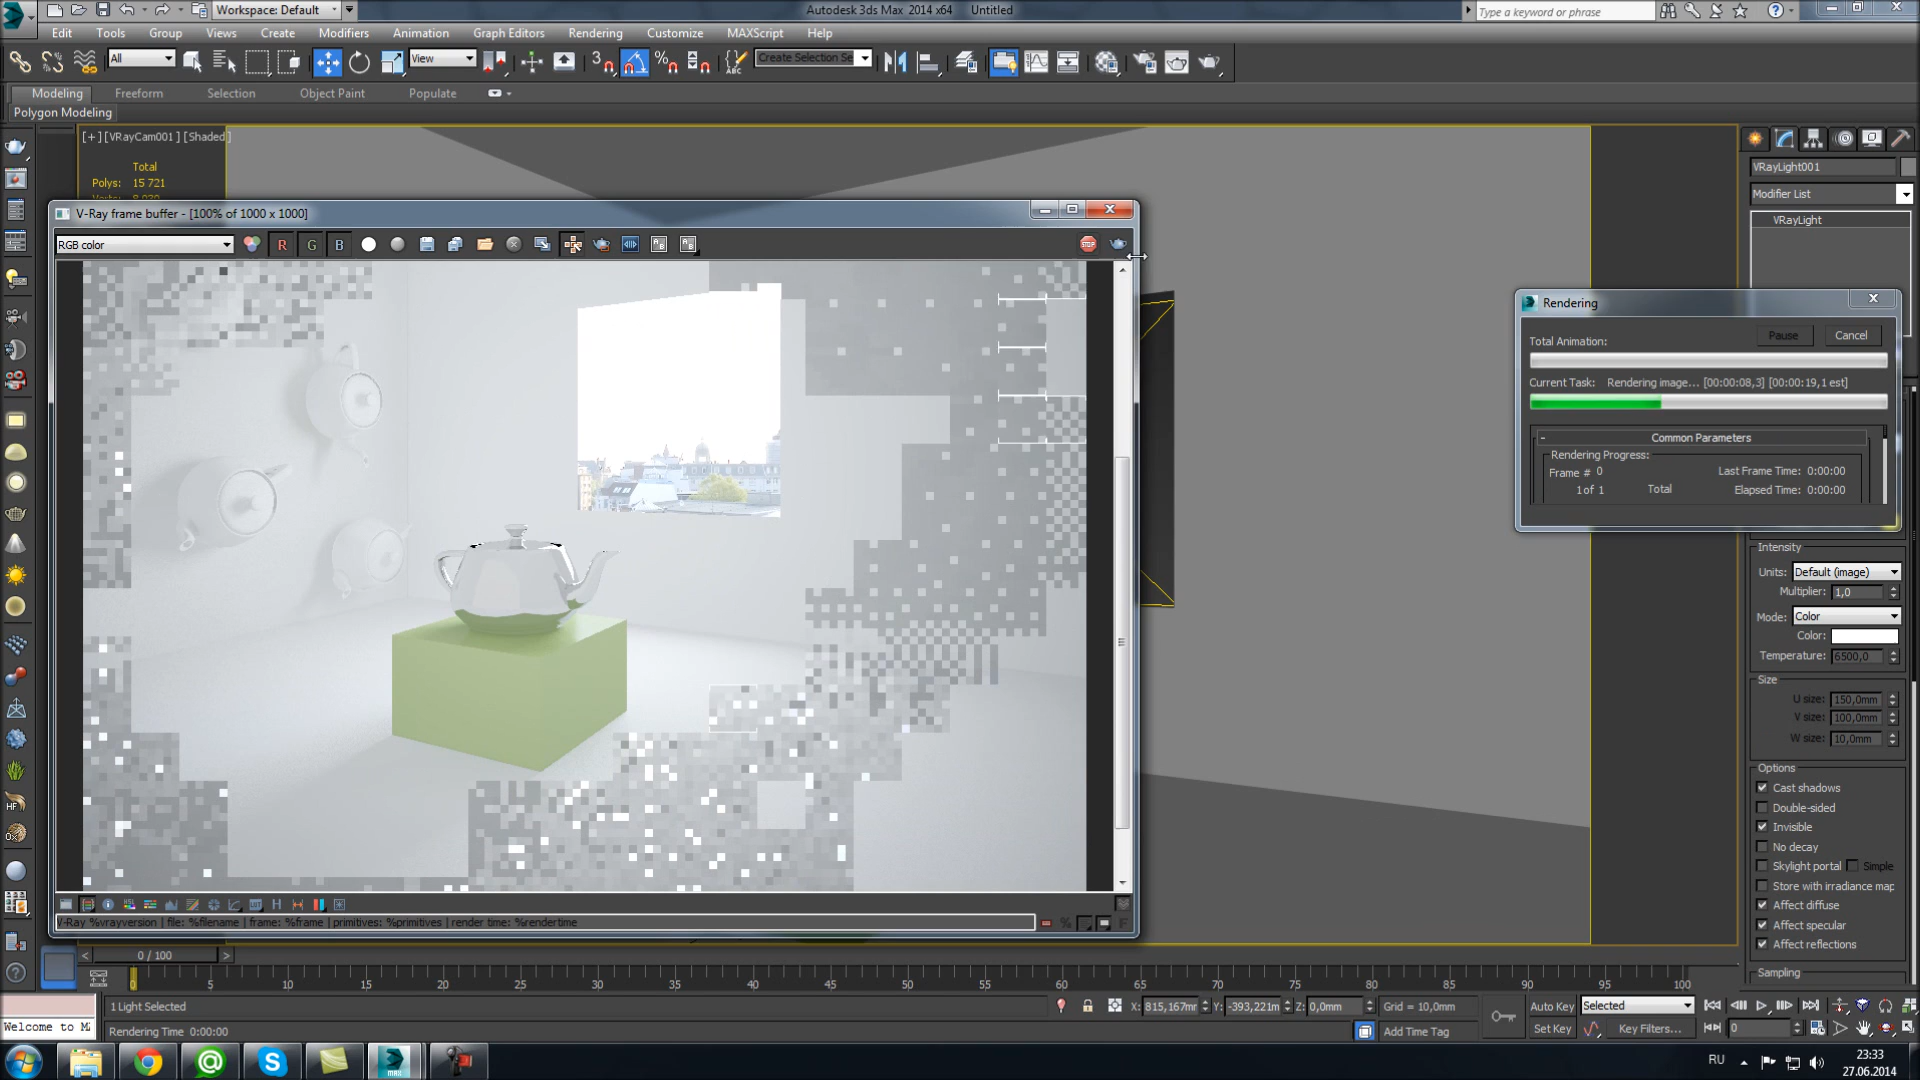 Workspace: Default
Autodesk 3ds Max 2014 x64 Untitled
Type a keyword or phrase
Edit Tools Group Views Create Modifiers Animation Graph Editors Rendering Customize MAXScript Help
All View Create Selection Se
Modeling Freeform Selection Object Paint Populate
Polygon Modeling
[+] [VRayCam001] [Shaded]
Total
Polys: 15 721
VRayLight001
Modifier List
VRayLight
V-Ray frame buffer - [100% of 1000 x 1000]
RGB color R G B STOP
Rendering
Pause Cancel
Total Animation:
Current Task: Rendering image... [00:00:08,3] [00:00:19,1 est]
- Common Parameters
Rendering Progress:
Frame # 0 Last Frame Time: 0:00:00
1 of 1 Total Elapsed Time: 0:00:00
Intensity
Units: Default (image)
Multiplier: 1,0
Mode: Color
Color:
Temperature: 6500,0
Size
U size: 150,0mm
V size: 100,0mm
W size: 10,0mm
Options
Cast shadows
Double-sided
Invisible
No decay
Skylight portal Simple
Store with irradiance map
Affect diffuse
Affect specular
Affect reflections
Sampling
V-Ray %vrayversion | file: %filename | frame: %frame | primitives: %primitives | render time: %rendertime
< 0 / 100 >
0 5 10 15 20 25 30 35 40 45 50 55 60 65 70 75 80 85 90 95 100
1 Light Selected X: 815,167mm Y: -393,221m Z: 0,0mm Grid = 10,0mm Auto Key Selected
Welcome to MA Rendering Time 0:00:00 Add Time Tag Set Key Key Filters... 0
RU 23:33
27.06.2014